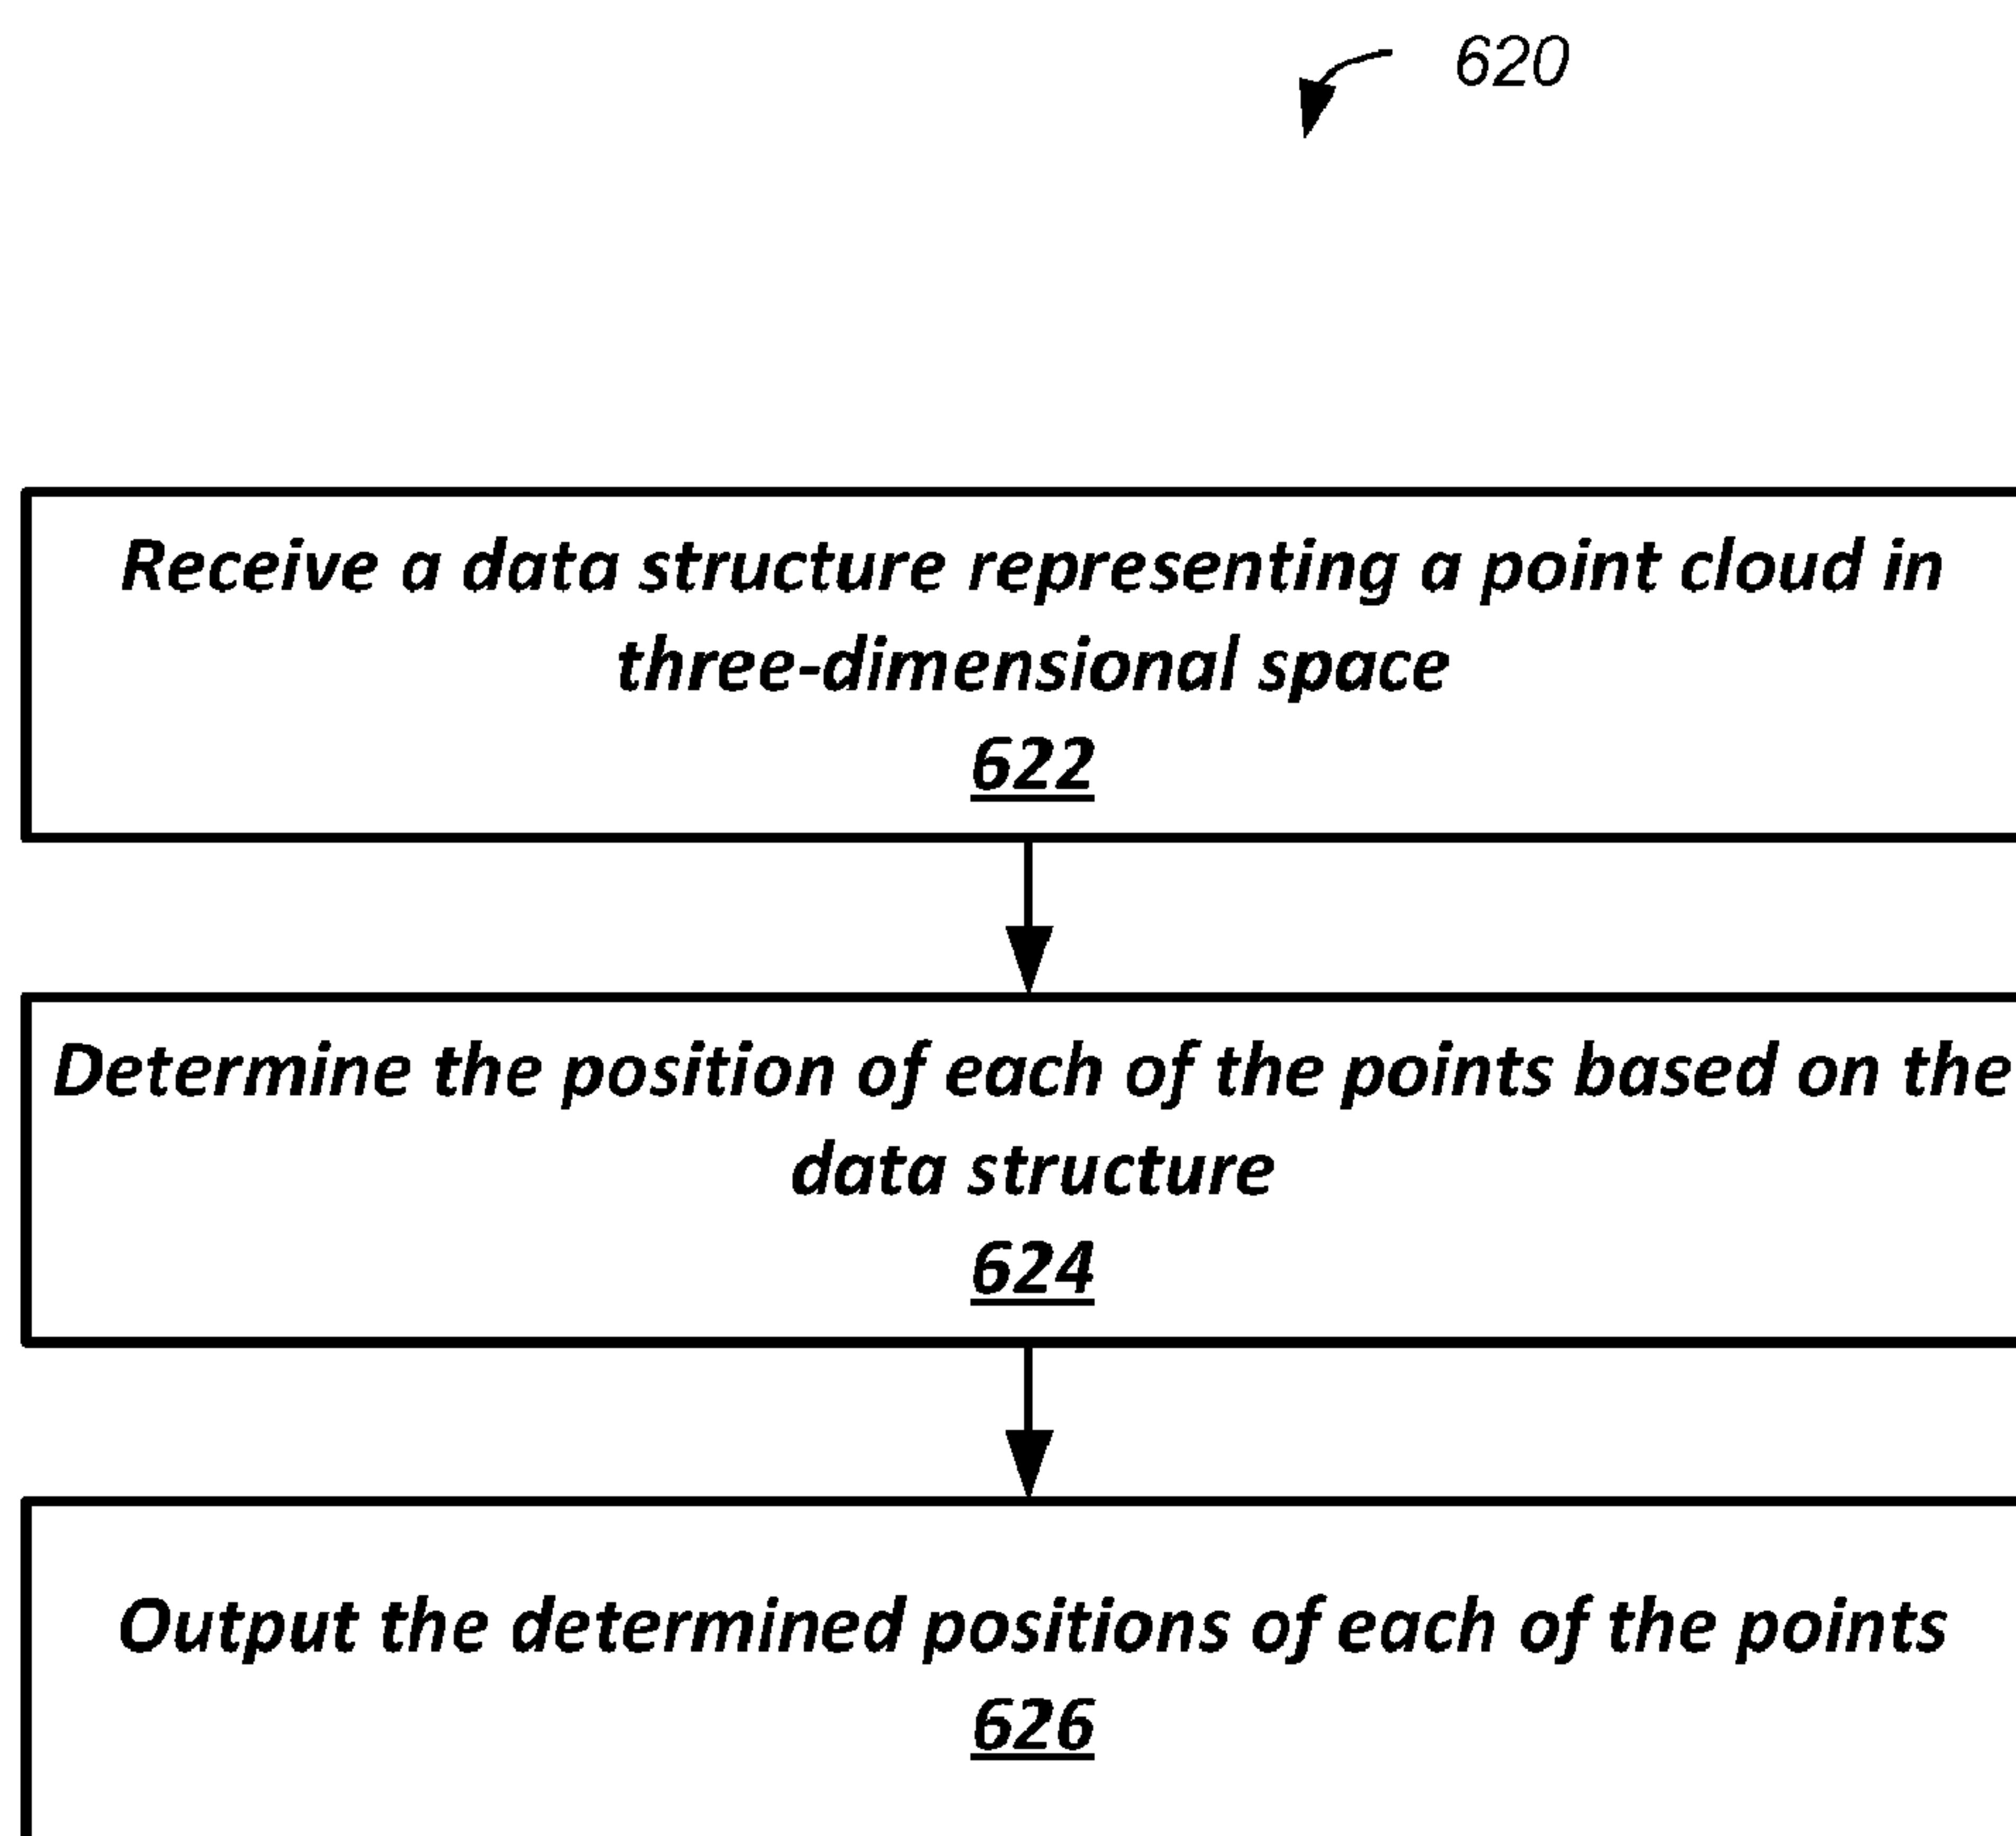 620
Receive a data structure representing a point cloud in
three-dimensional space
622
Determine the position of each of the points based on the
data structure
624
Output the determined positions of each of the points
626